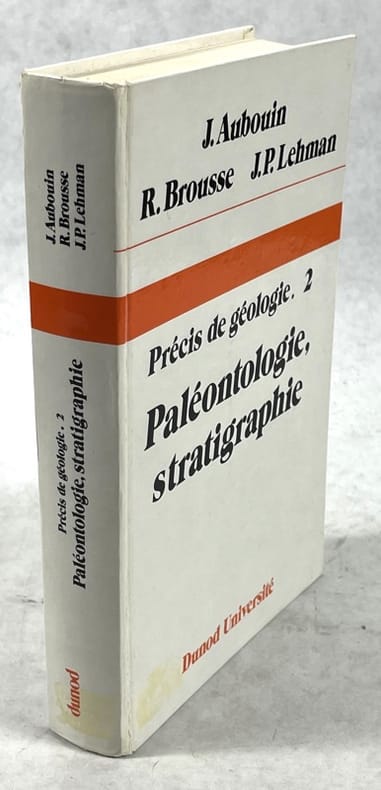 J. Aubouin
R. Brousse J.P. Lehman
Précis de géologie. 2
Paléontologie,
stratigraphie
Dunod Université
J. Aubouin
R. Brousse
J.P. Lehman
Précis de géologie. 2
Paléontologie, stratigraphie
dunod